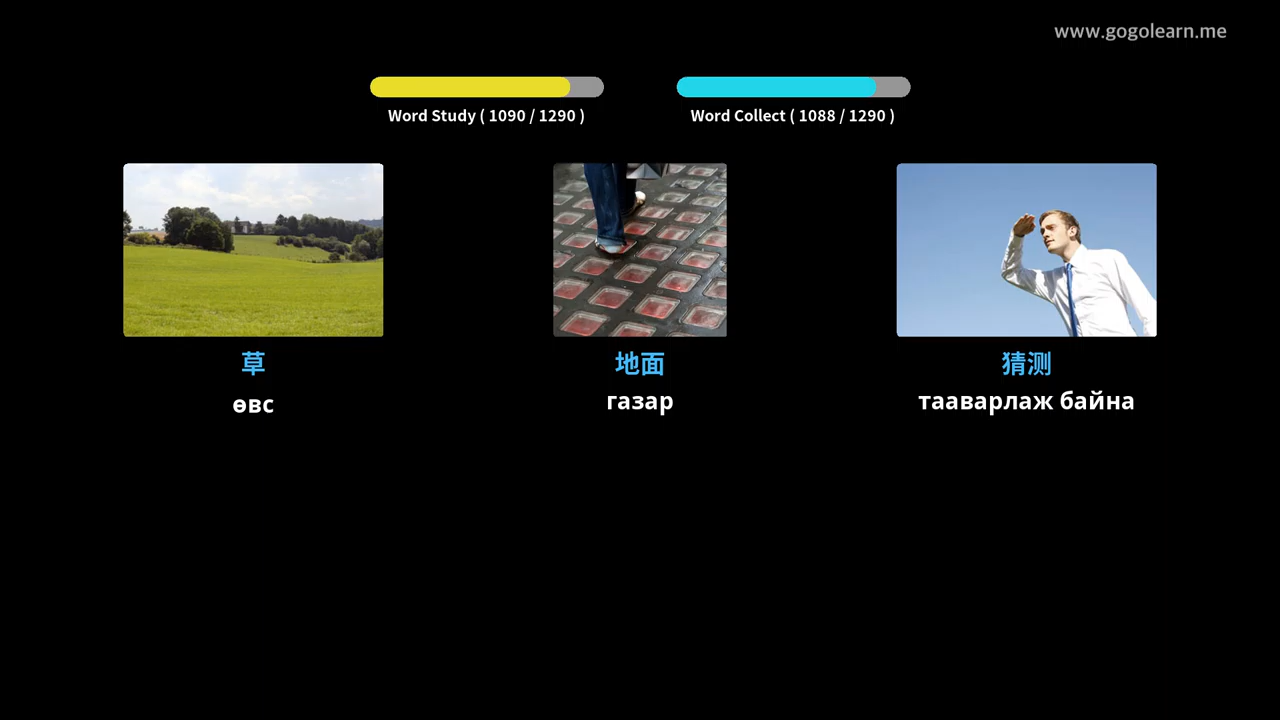 www.gogolearn.me
Word Study ( 1090 / 1290 )
Word Collect ( 1088 / 1290 )
草
地面
猜测
өвс
газар
тааварлаж байна